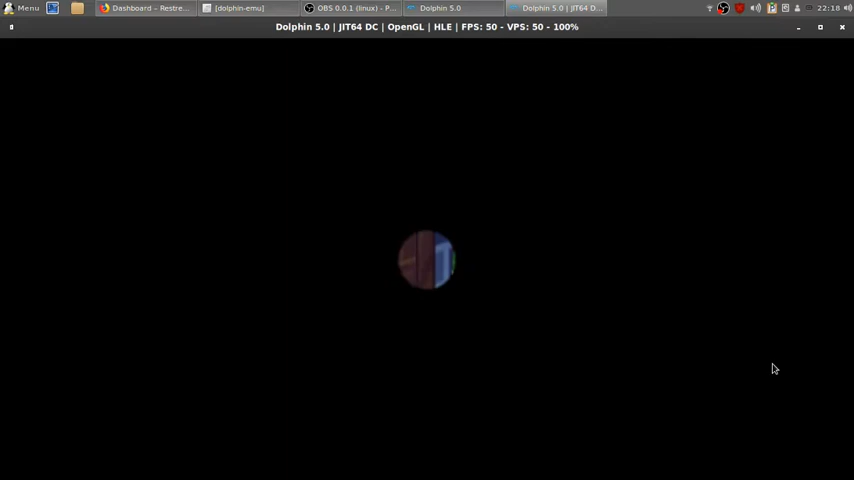 Menu Dashboard – Restre... [dolphin-emu] OBS 0.0.1 (linux) - P... Dolphin 5.0 Dolphin 5.0 | JIT64 D... 22:18
Dolphin 5.0 | JIT64 DC | OpenGL | HLE | FPS: 50 - VPS: 50 - 100%